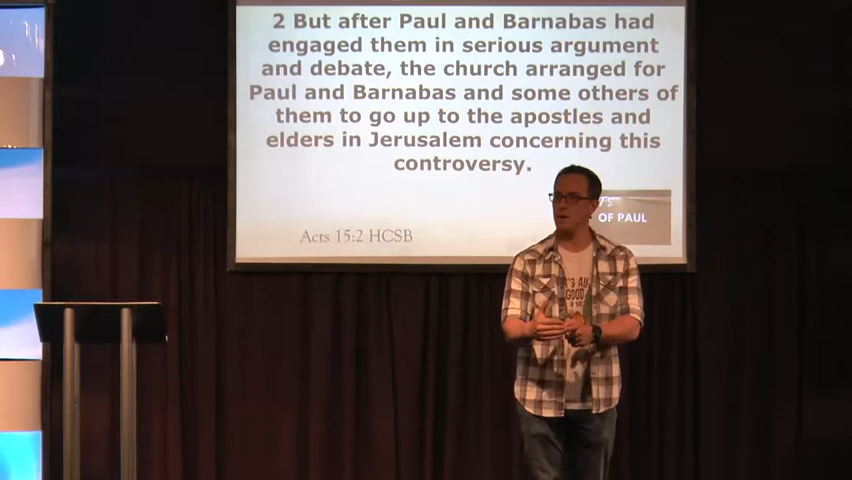 2 But after Paul and Barnabas had
engaged them in serious argument
and debate, the church arranged for
Paul and Barnabas and some others of
them to go up to the apostles and
elders in Jerusalem concerning this
controversy.
OF PAUL
Acts 15:2 HCSB
GOOD